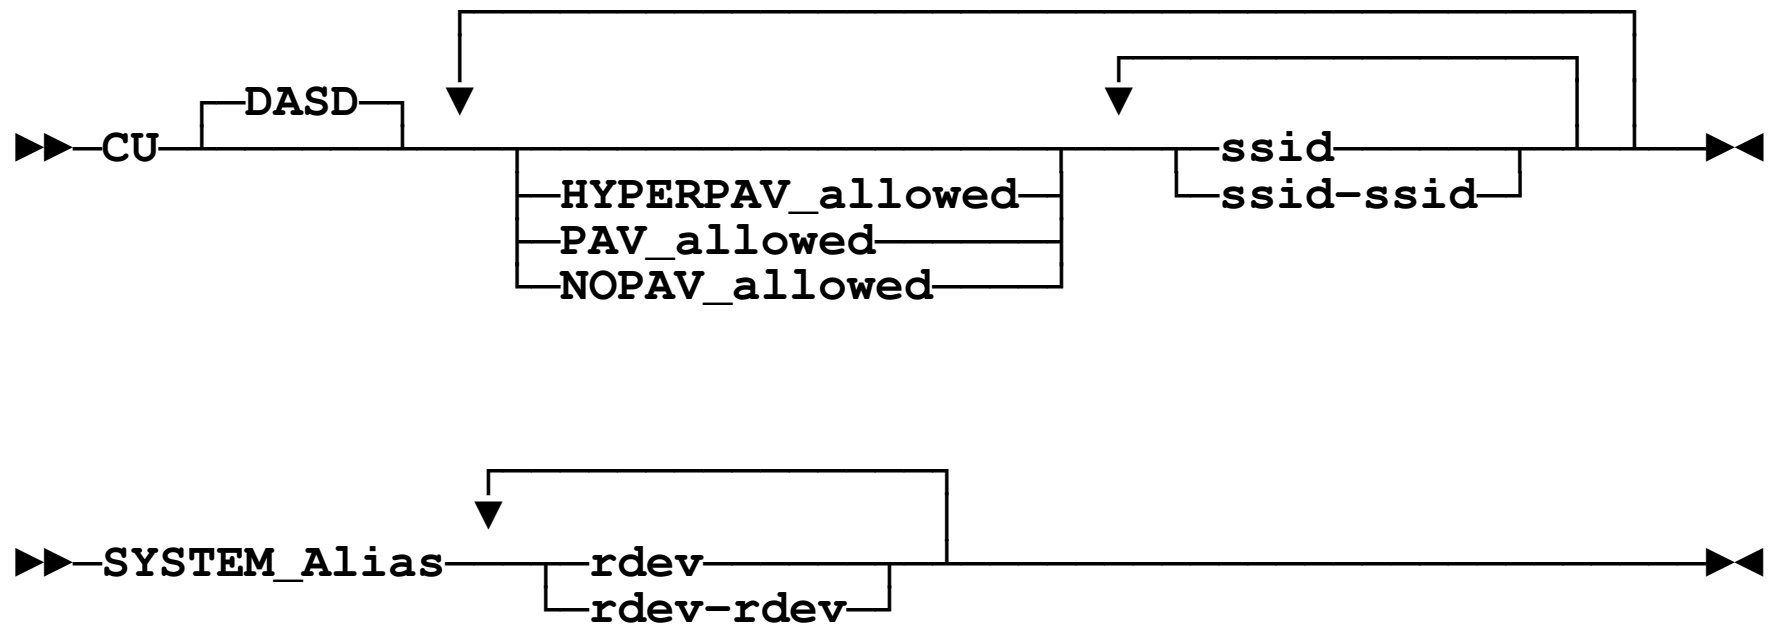 DASD
CU ssid
HYPERPAV_allowed ssid-ssid
PAV_allowed
NOPAV_allowed
SYSTEM_Alias rdev
rdev-rdev